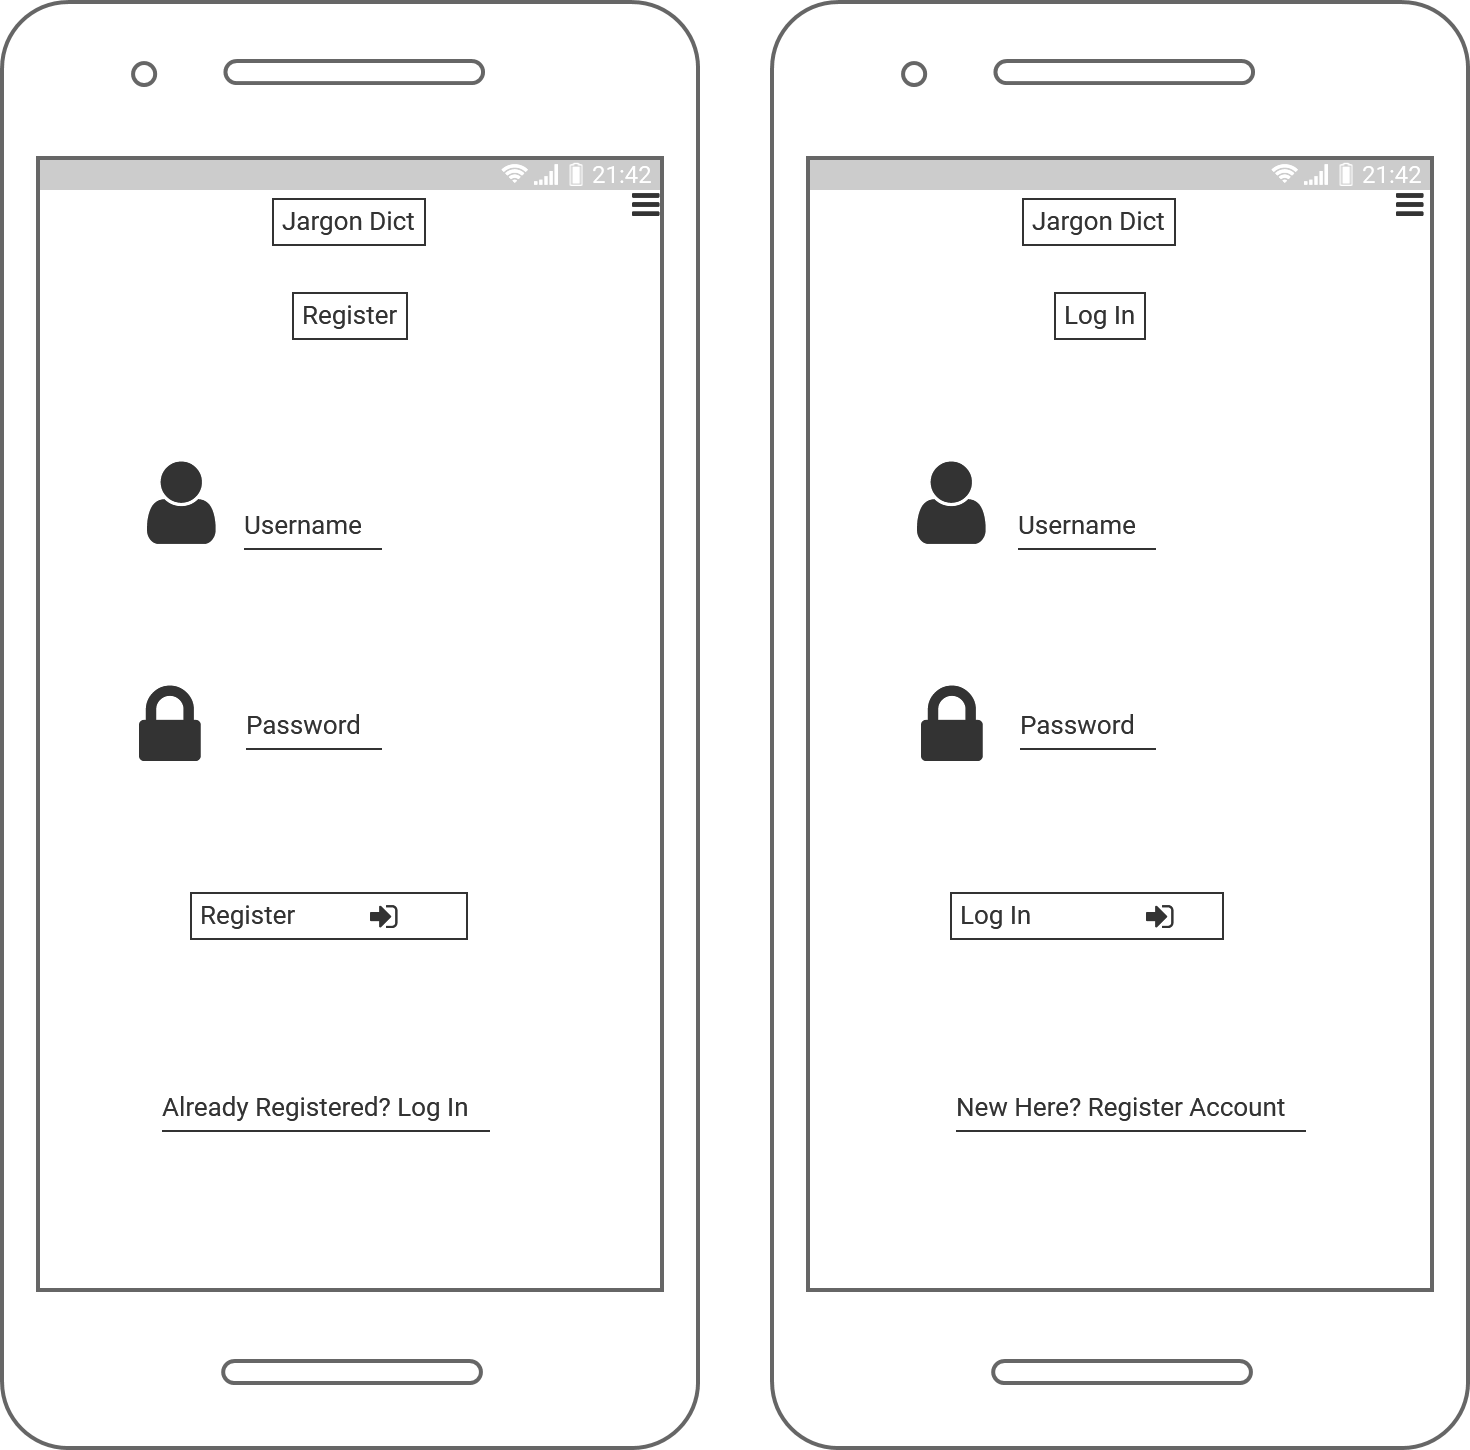 21:42
Jargon Dict
Register
Username
Password
Register
Already Registered? Log In
21:42
Jargon Dict
Log In
Username
Password
Log In
New Here? Register Account